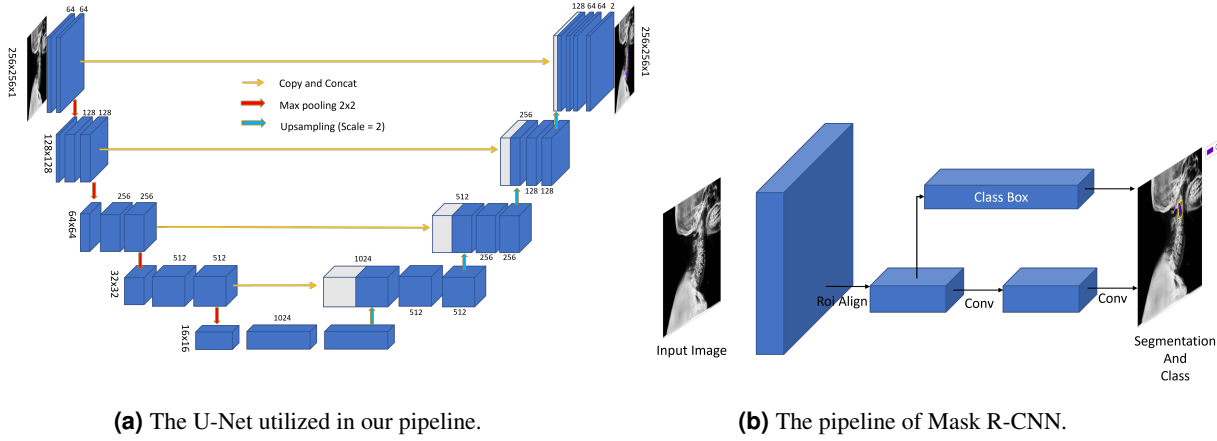 64 64
128 64 64 2
256x256x1
256x256x1
Copy and Concat
Max pooling 2x2
Upsampling (Scale = 2)
128 128
128x128
256
128 128
256 256
64x64
512
256 256
512 512
32x32
1024
512 512
1024
16x16
Class Box
Roi Align
Conv
Conv
Input Image
Segmentation
And
Class
(a) The U-Net utilized in our pipeline.
(b) The pipeline of Mask R-CNN.